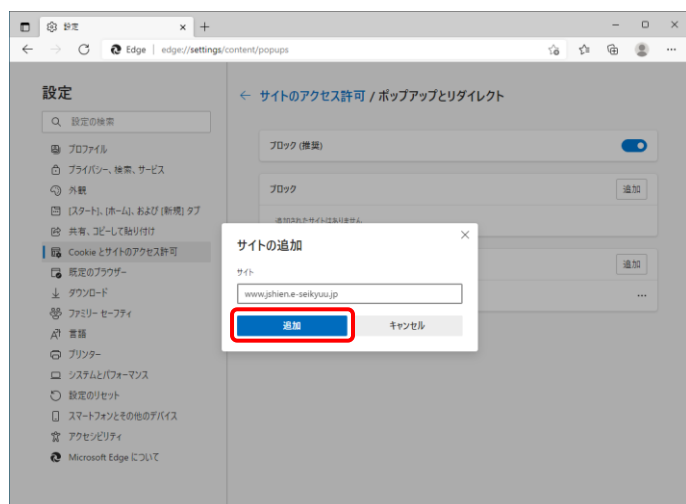 設定
Edge | edge://settings/content/popups
設定
設定の検索
プロファイル
プライバシー、検索、サービス
外観
[スタート]、[ホーム]、および [新規] タブ
共有、コピーして貼り付け
Cookie とサイトのアクセス許可
既定のブラウザー
ダウンロード
ファミリー セーフティ
言語
プリンター
システムとパフォーマンス
設定のリセット
スマートフォンとその他のデバイス
アクセシビリティ
Microsoft Edge について
サイトのアクセス許可 / ポップアップとリダイレクト
ブロック (推奨)
ブロック
追加
追加されたサイトはありません
追加
サイトの追加
サイト
www.jshien.e-seikyuu.jp
追加
キャンセル